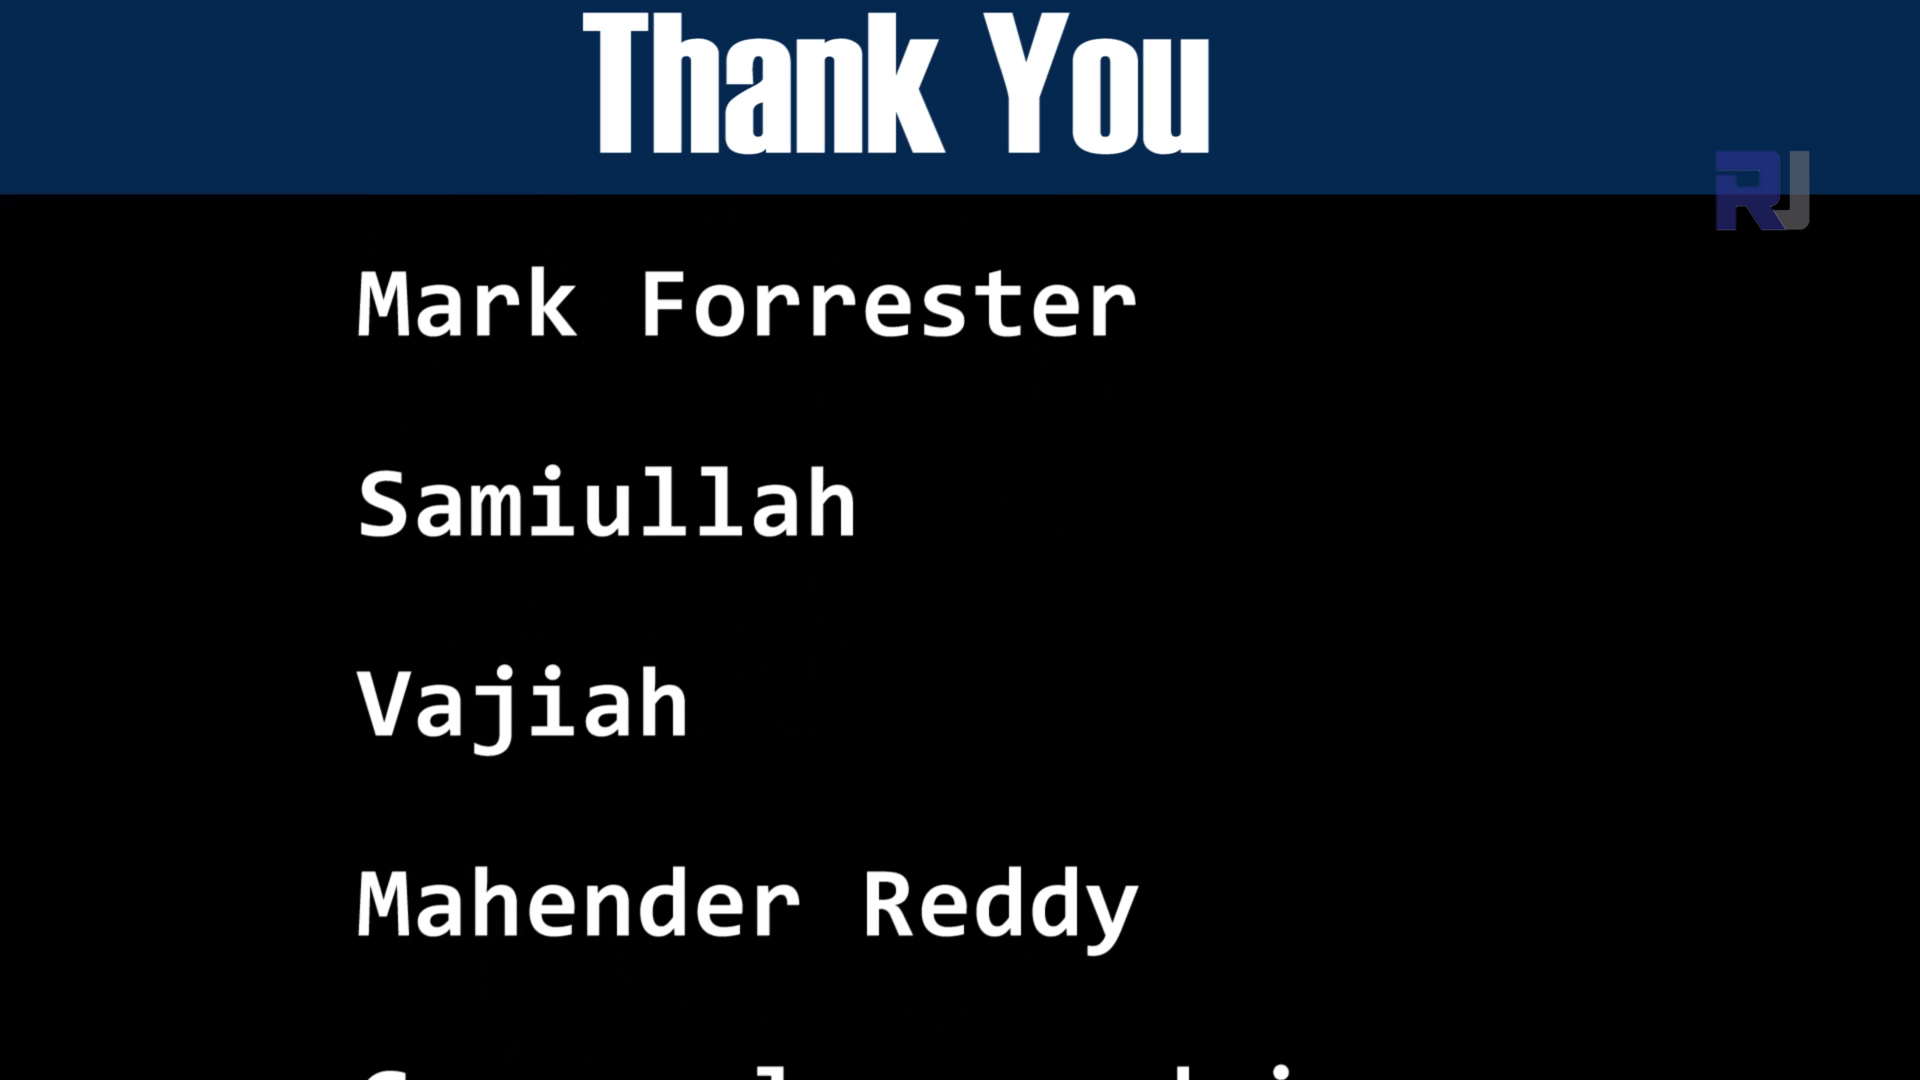 Thank You
RJ
Mark Forrester
Samiullah
Vajiah
Mahender Reddy